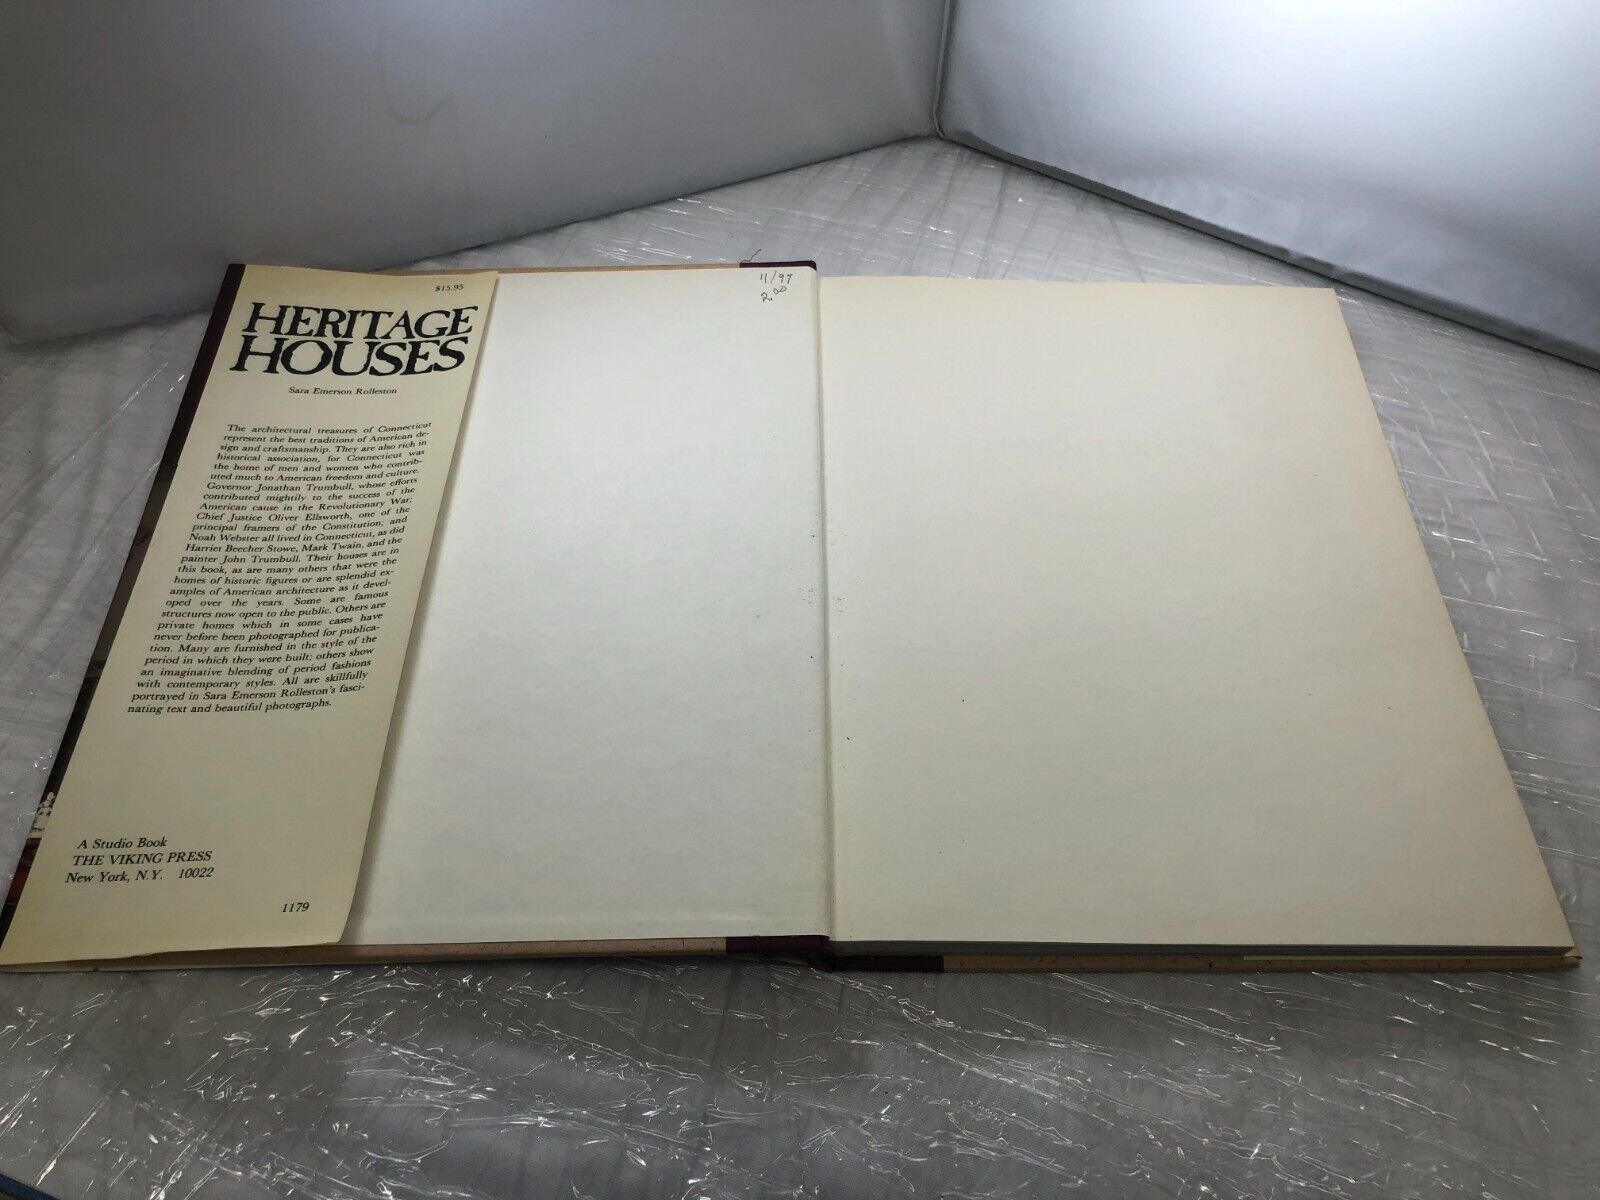 $15.95
HERITAGE
HOUSES
Sara Emerson Rolleston
The architectural treasures of Connecticut
represent the best traditions of American de-
sign and craftsmanship. They are also rich in
historical association, for Connecticut was
the home of men and women who contrib-
uted much to American freedom and culture.
Governor Jonathan Trumbull, whose efforts
contributed mightily to the success of the
American cause in the Revolutionary War;
Chief Justice Oliver Ellsworth, one of the
principal framers of the Constitution; and
Noah Webster all lived in Connecticut, as did
Harriet Beecher Stowe, Mark Twain, and the
painter John Trumbull. Their houses are in
this book, as are many others that were the
homes of historic figures or are splendid ex-
amples of American architecture as it devel-
oped over the years. Some are famous
structures now open to the public. Others are
private homes which in some cases have
never before been photographed for publica-
tion. Many are furnished in the style of the
period in which they were built; others show
an imaginative blending of period fashions
with contemporary styles. All are skillfully
portrayed in Sara Emerson Rolleston's fasci-
nating text and beautiful photographs.
A Studio Book
THE VIKING PRESS
New York, N.Y. 10022
1179
11/97
2.00